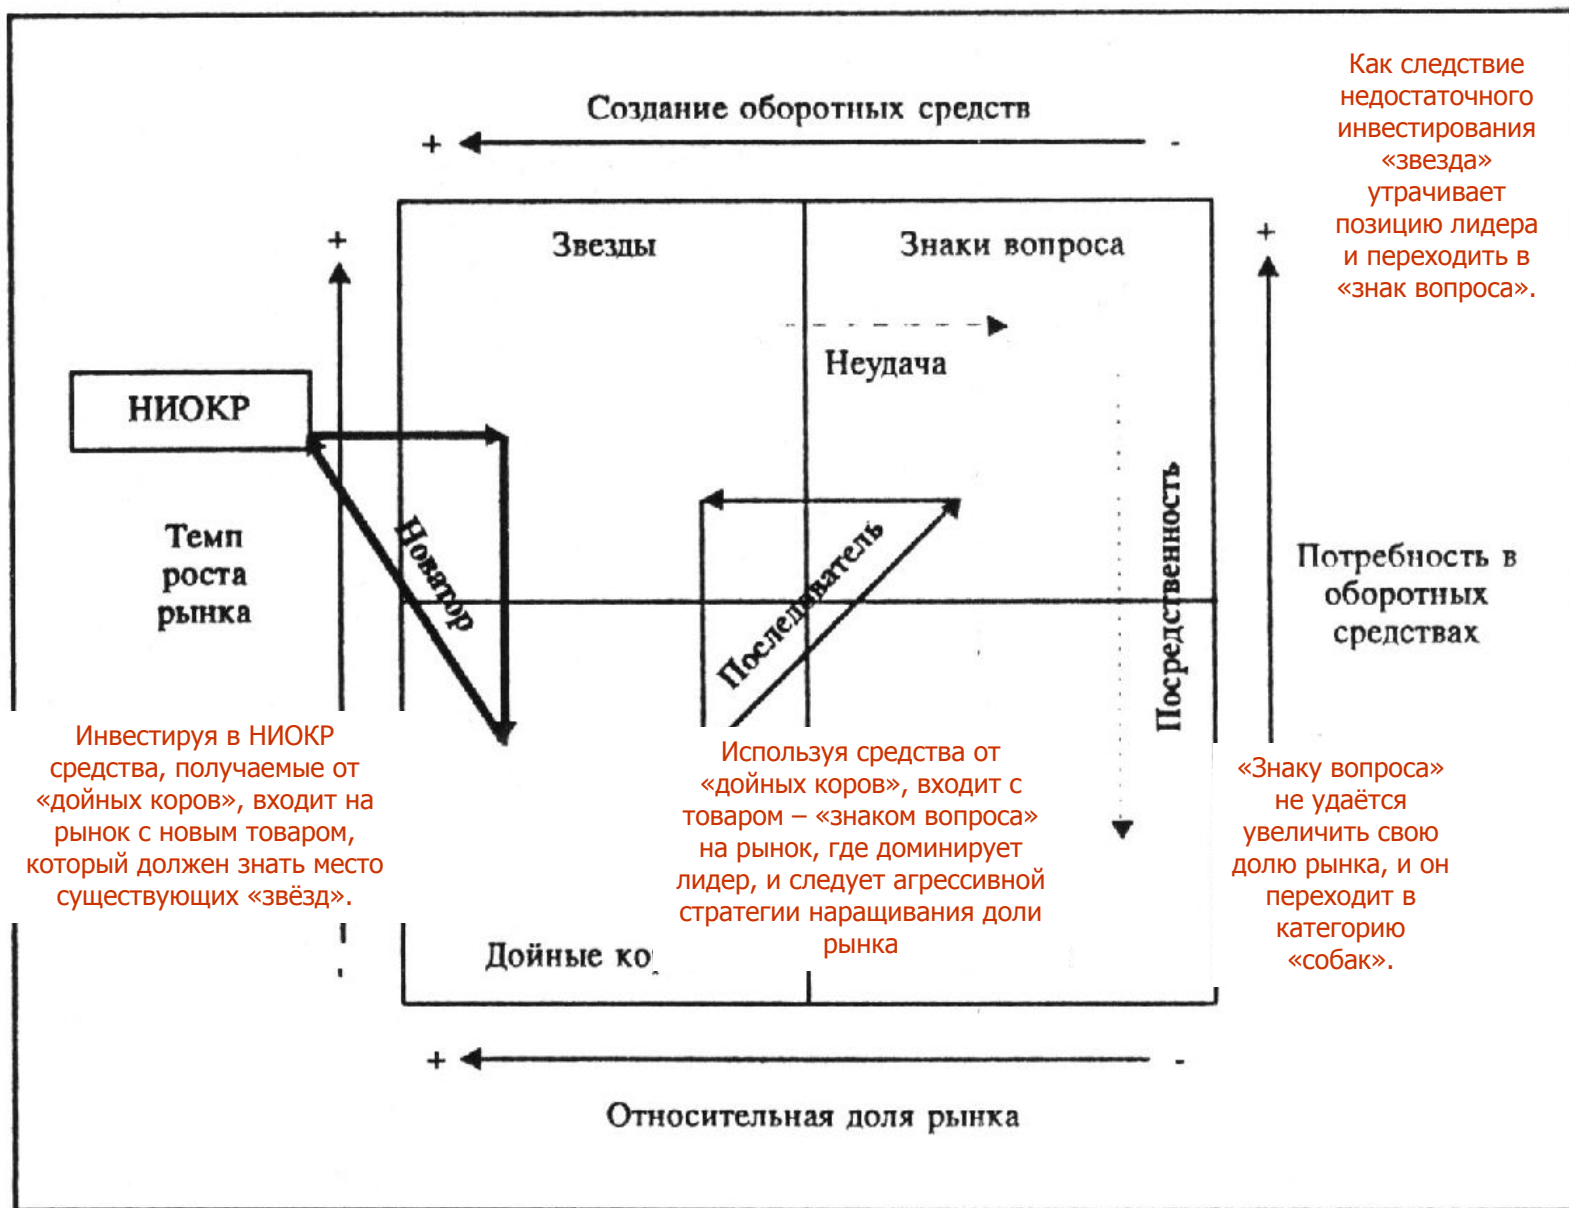 Создание оборотных средств
+
-
Как следствие
недостаточного
инвестирования
«звезда»
утрачивает
позицию лидера
и переходить в
«знак вопроса».
+
Звезды
Знаки вопроса
+
Неудача
НИОКР
Темп
роста
рынка
Новатор
Последователь
Посредственность
Потребность в
оборотных
средствах
Инвестируя в НИОКР
средства, получаемые от
«дойных коров», входит на
рынок с новым товаром,
который должен знать место
существующих «звёзд».
Используя средства от
«дойных коров», входит с
товаром – «знаком вопроса»
на рынок, где доминирует
лидер, и следует агрессивной
стратегии наращивания доли
рынка
«Знаку вопроса»
не удаётся
увеличить свою
долю рынка, и он
переходит в
категорию
«собак».
Дойные ко
+
-
Относительная доля рынка